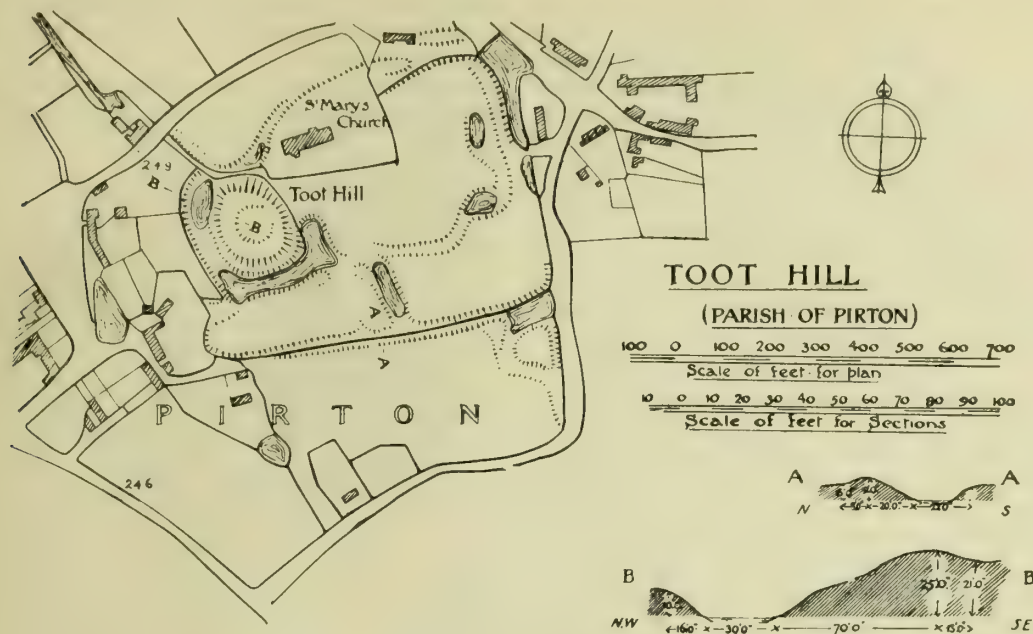 St Mary's
Church
249
B
Toot Hill
B
A
A
PIRTON
246
TOOT HILL
(PARISH OF PIRTON)
100 0 100 200 300 400 500 600 700
Scale of feet for plan
10 0 10 20 30 40 50 60 70 80 90 100
Scale of feet for Sections
A A
N S
B B
25'0" 21'0"
N.W S.E
16'0" × 30'0" × 70'0" × 15'0"